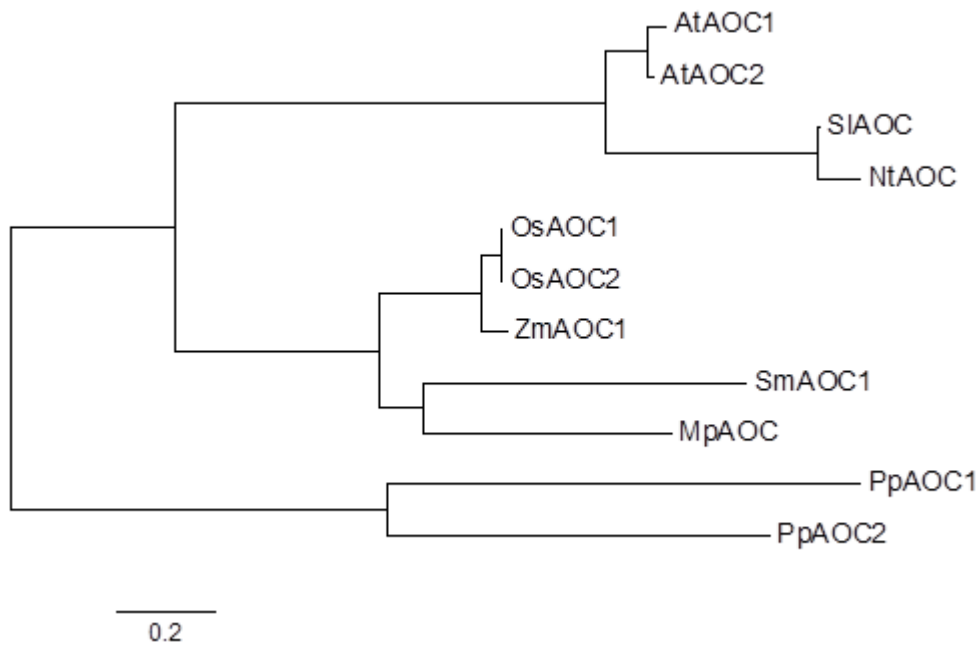 AtAOC1
AtAOC2
SlAOC
NtAOC
OsAOC1
OsAOC2
ZmAOC1
SmAOC1
MpAOC
PpAOC1
PpAOC2
0.2